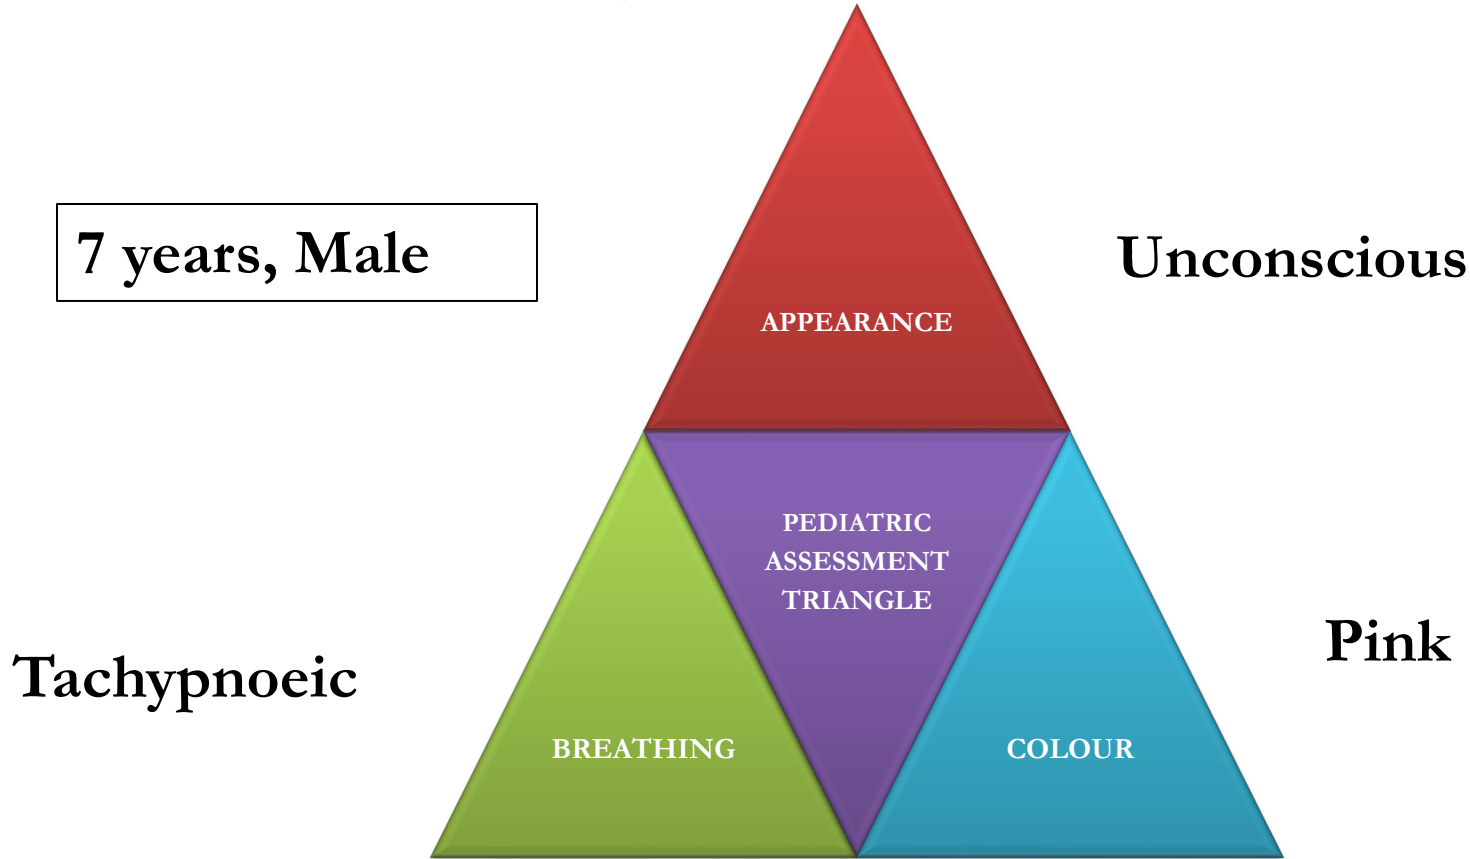 7 years, Male
Unconscious
APPEARANCE
PEDIATRIC
ASSESSMENT
TRIANGLE
Pink
Tachypnoeic
BREATHING
COLOUR